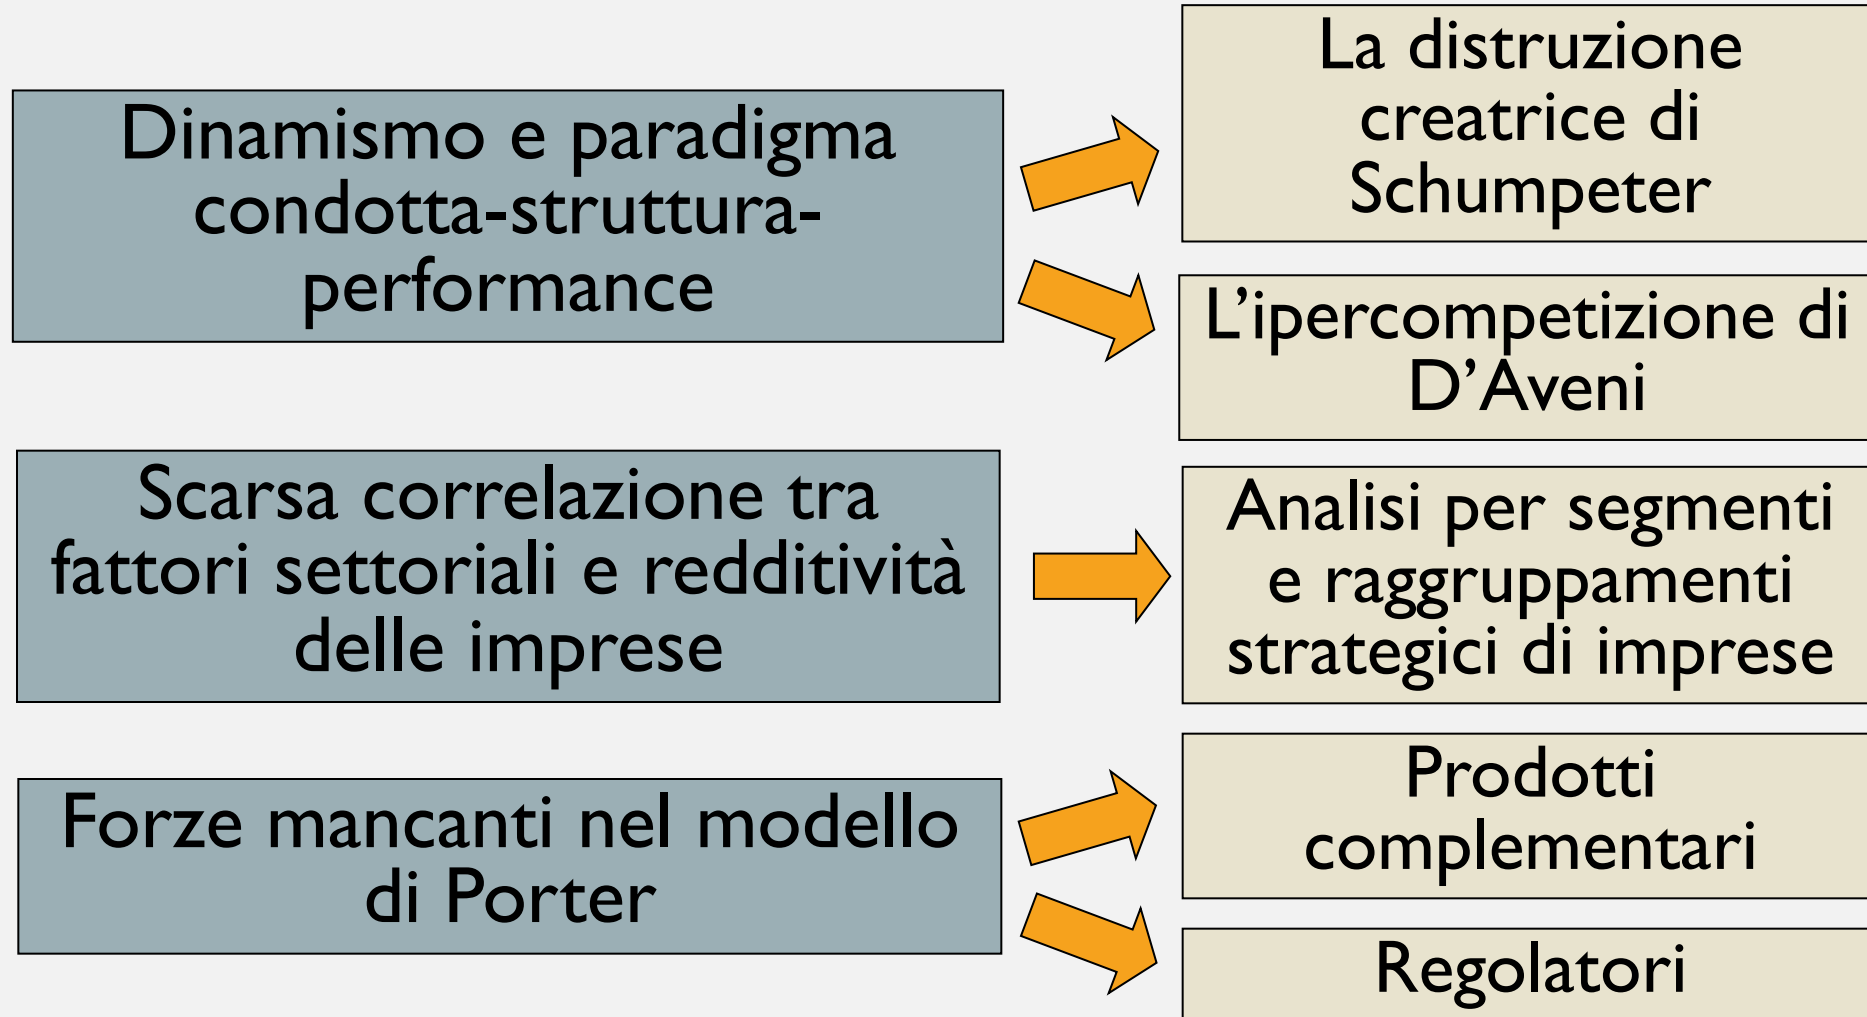 Dinamismo e paradigma
condotta-struttura-
performance
La distruzione
creatrice di
Schumpeter
L’ipercompetizione di
D’Aveni
Scarsa correlazione tra
fattori settoriali e redditività
delle imprese
Analisi per segmenti
e raggruppamenti
strategici di imprese
Forze mancanti nel modello
di Porter
Prodotti
complementari
Regolatori